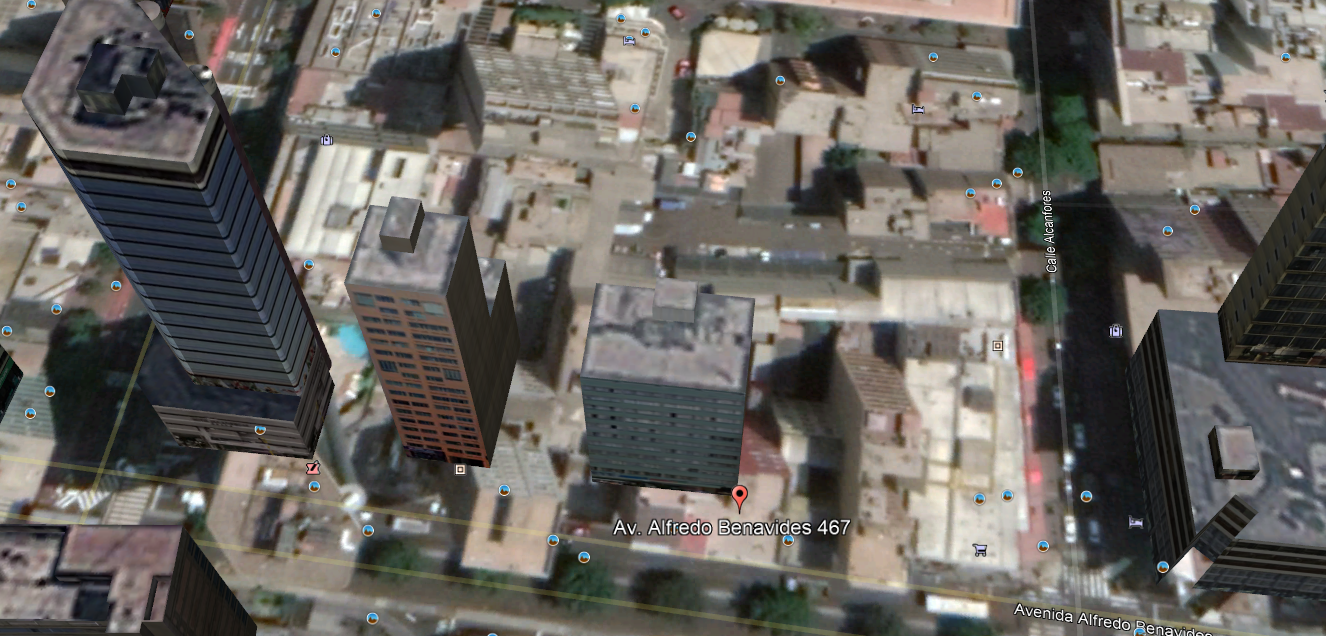 Calle Alcanfores
Av. Alfredo Benavides 467
Avenida Alfredo Benavides